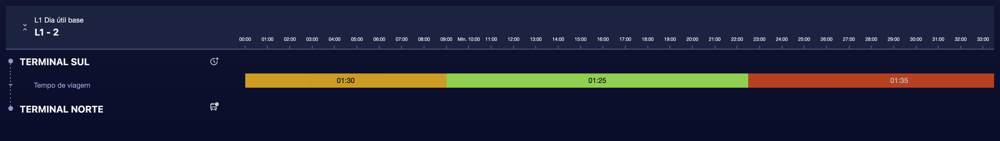 L1 Dia útil base
L1 - 2
00:00 01:00 02:00 03:00 04:00 05:00 06:00 07:00 08:00 09:00 Min. 10:00 11:00 12:00 13:00 14:00 15:00 16:00 17:00 18:00 19:00 20:00 21:00 22:00 23:00 24:00 25:00 26:00 27:00 28:00 29:00 30:00 31:00 32:00 33:00
TERMINAL SUL
01:30 01:25 01:35
Tempo de viagem
TERMINAL NORTE